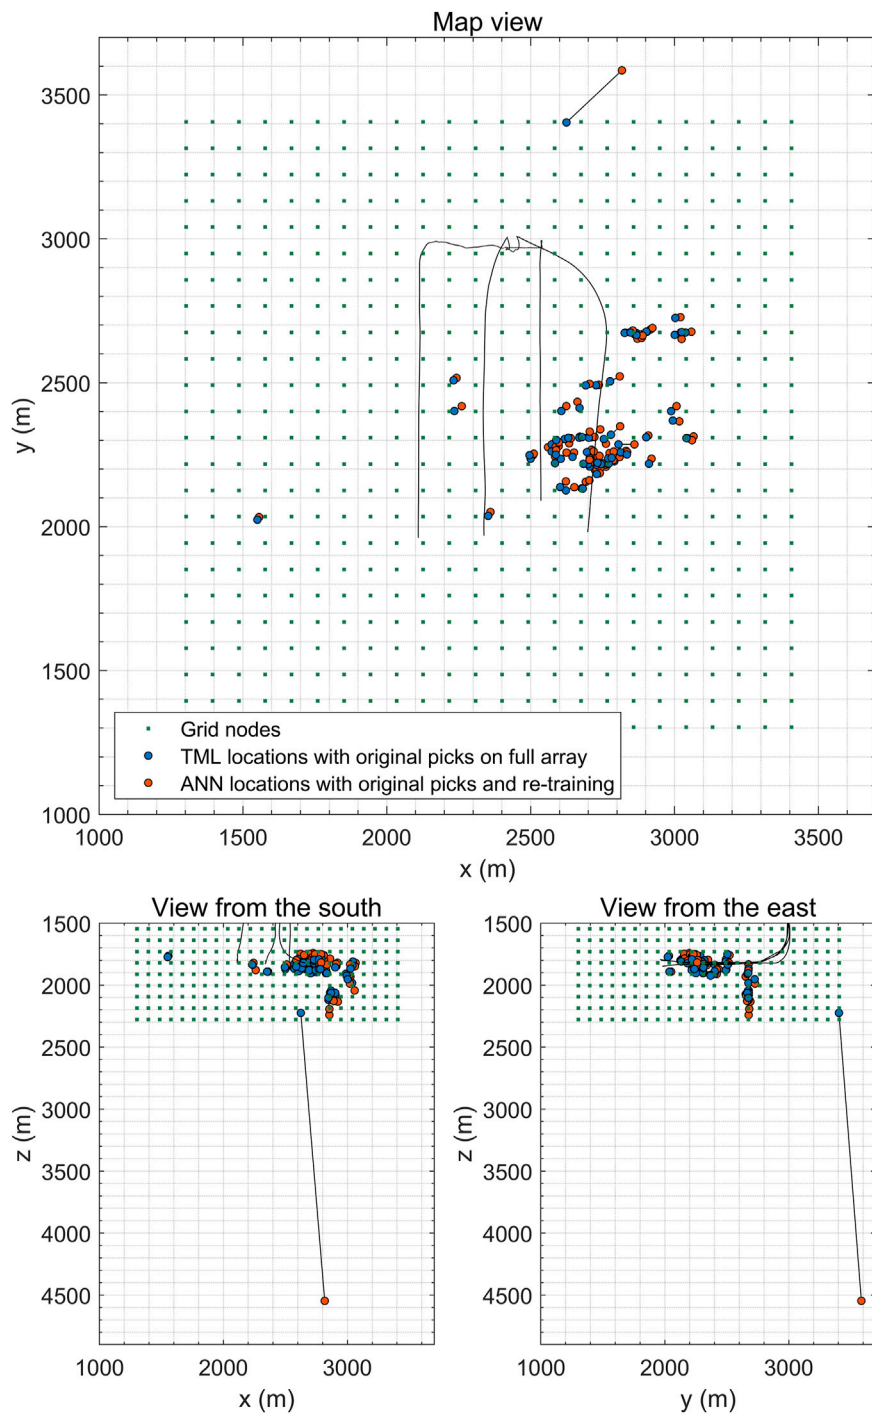 Map view
3500
3000
2500
2000
1500
1000
y (m)
Grid nodes
TML locations with original picks on full array
ANN locations with original picks and re-training
1000 1500 2000 2500 3000 3500
x (m)
View from the south
1500
2000
2500
3000
3500
4000
4500
z (m)
1000 2000 3000
x (m)
View from the east
1500
2000
2500
3000
3500
4000
4500
z (m)
1000 2000 3000
y (m)